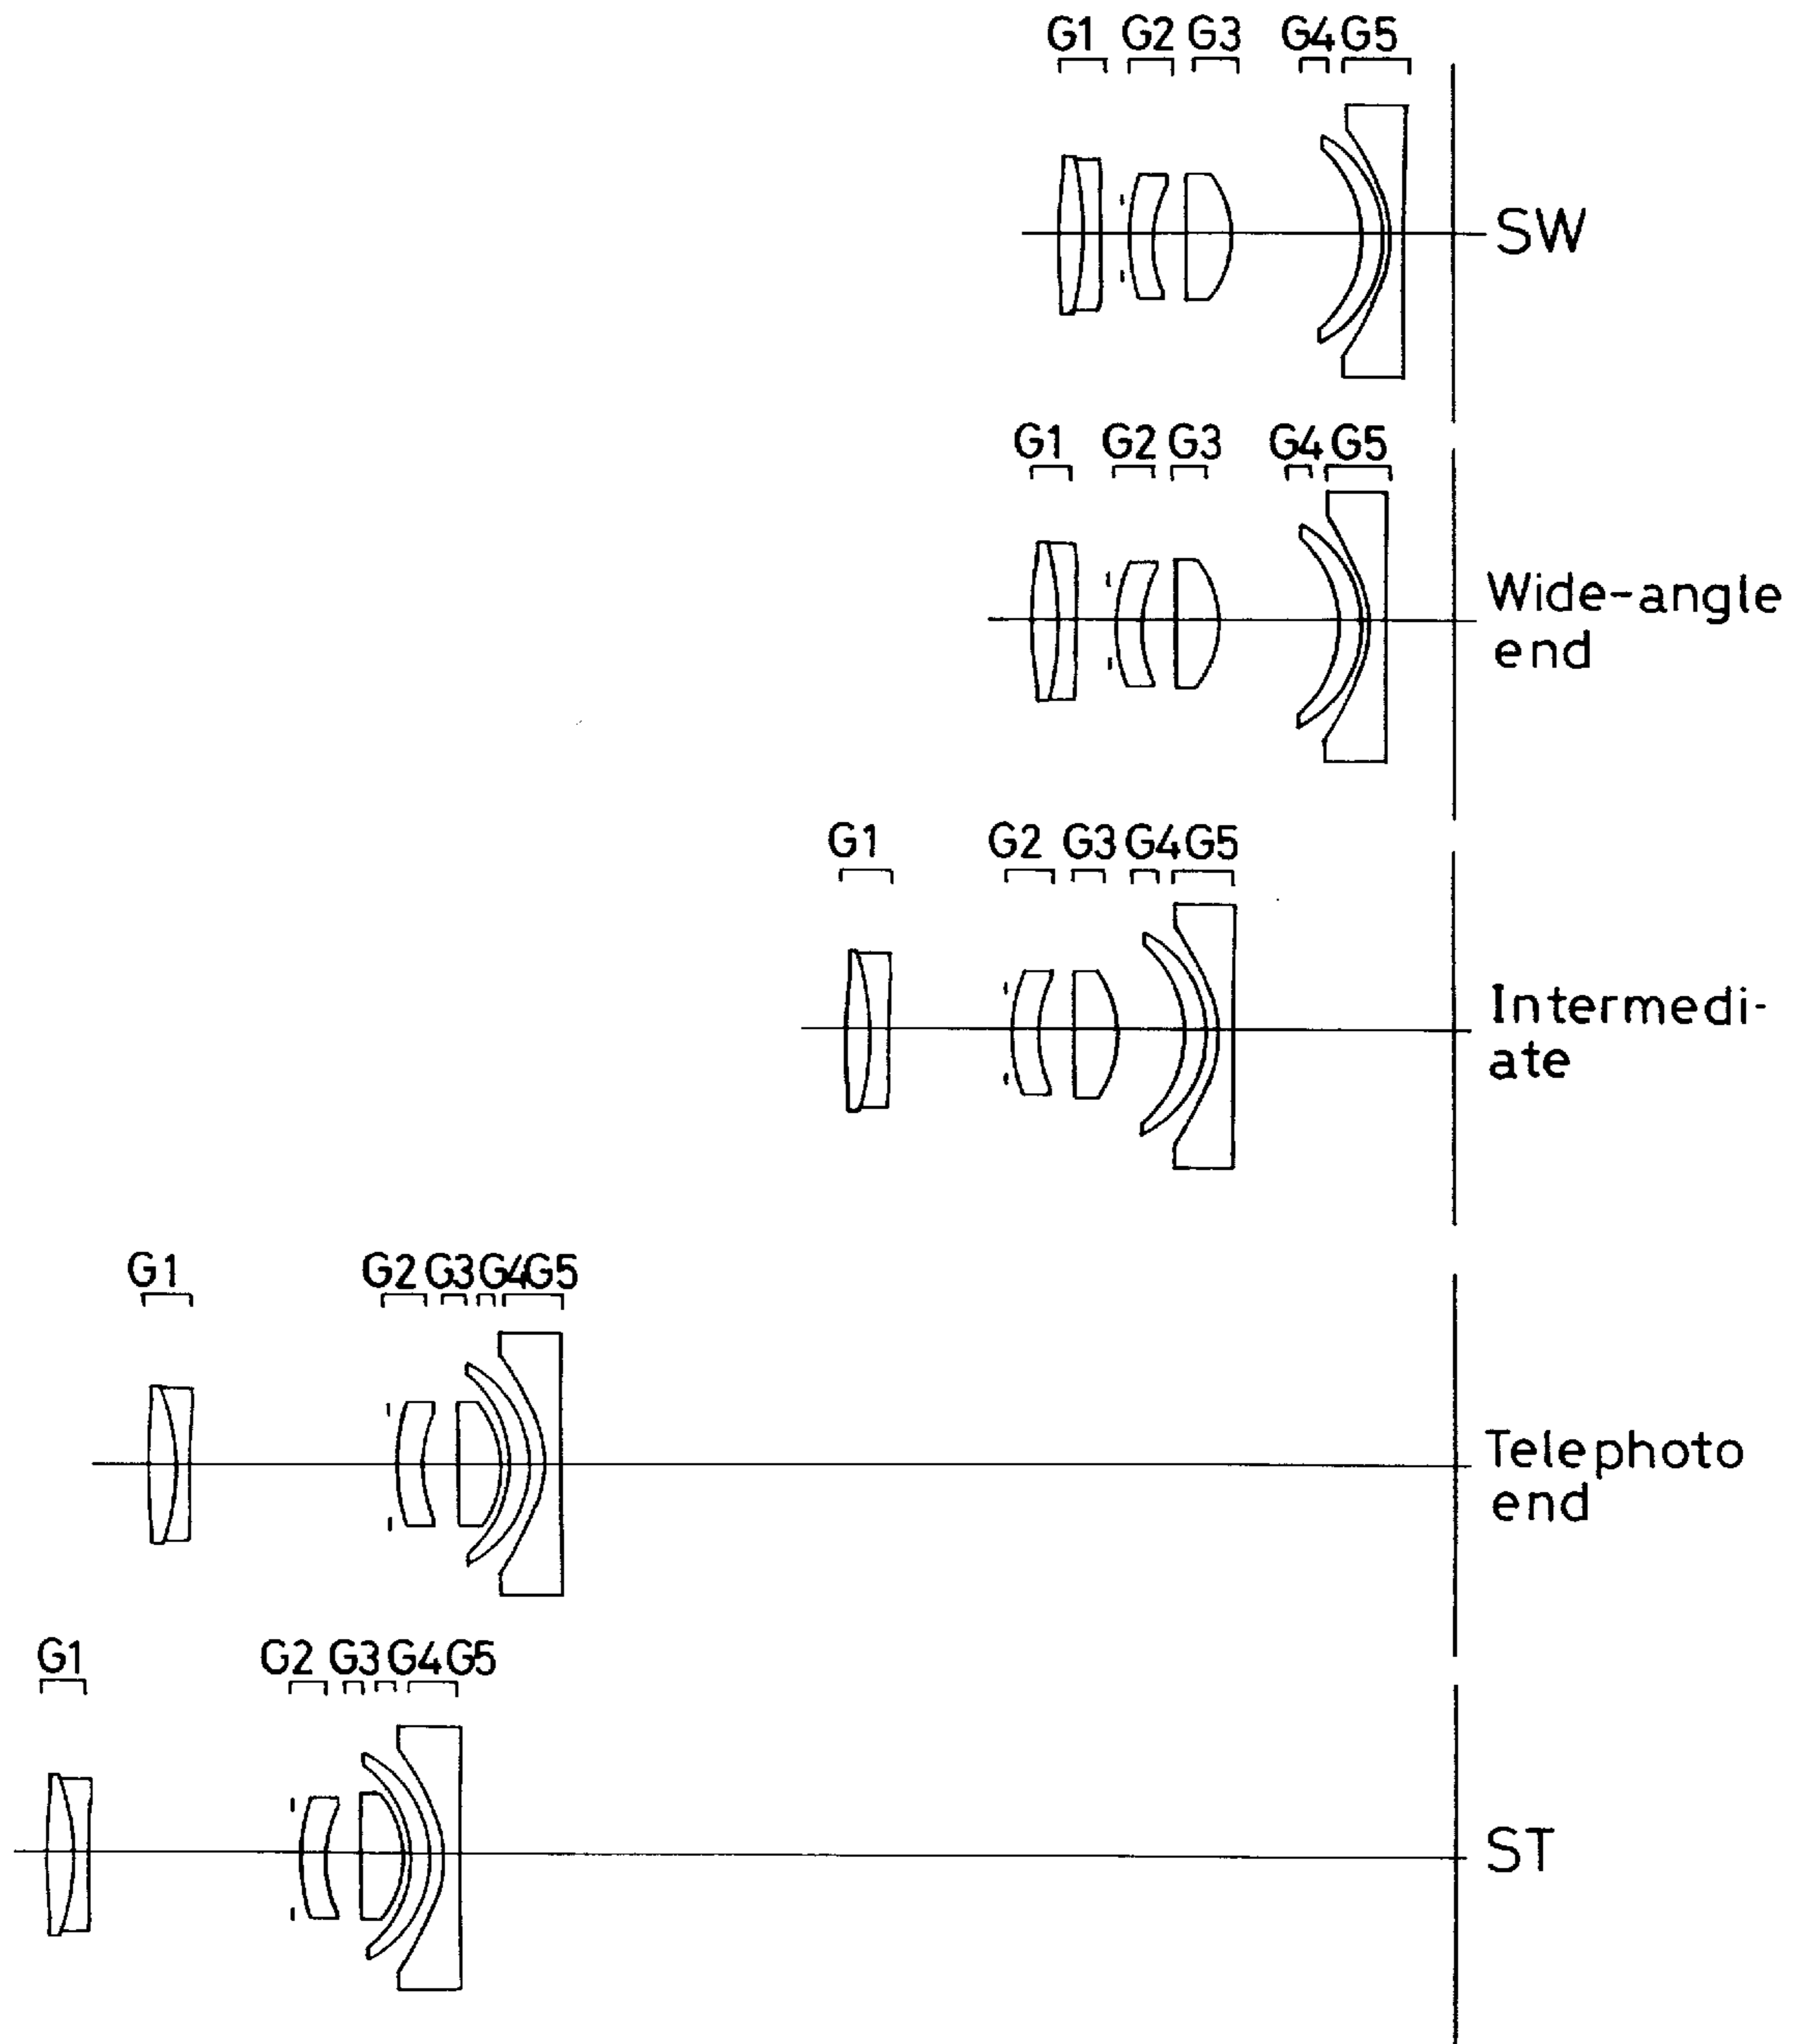 G1 G2 G3 G4 G5
SW
G1 G2 G3 G4 G5
Wide-angle
end
G1 G2 G3 G4 G5
Intermedi-
ate
G1 G2 G3 G4 G5
Telephoto
end
G1 G2 G3 G4 G5
ST